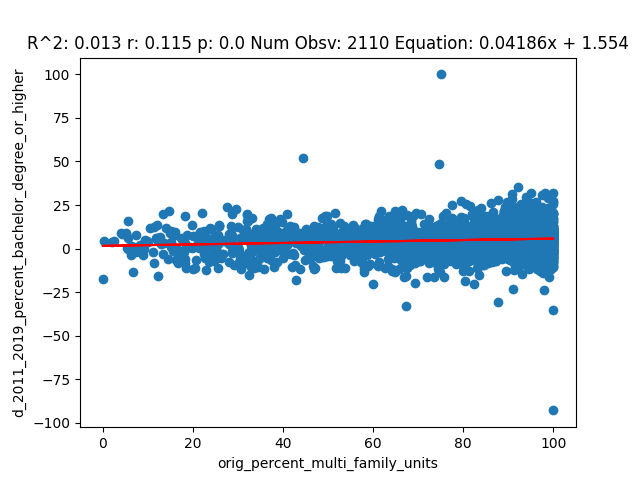 R^2: 0.013 r: 0.115 p: 0.0 Num Obsv: 2110 Equation: 0.04186x + 1.554
100
75
50
25
0
−25
−50
−75
−100
d_2011_2019_percent_bachelor_degree_or_higher
0 20 40 60 80 100
orig_percent_multi_family_units